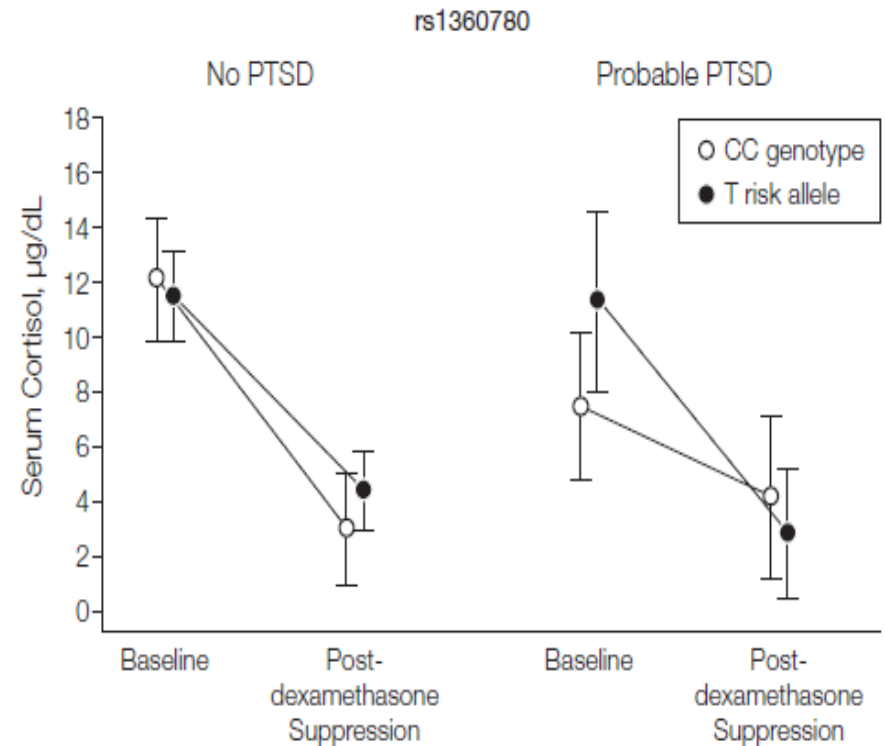 rs1360780
No PTSD
Probable PTSD
CC genotype
T risk allele
Serum Cortisol, µg/dL
18
16
14
12
10
8
6
4
2
0
Baseline
Post-
dexamethasone
Suppression
Baseline
Post-
dexamethasone
Suppression